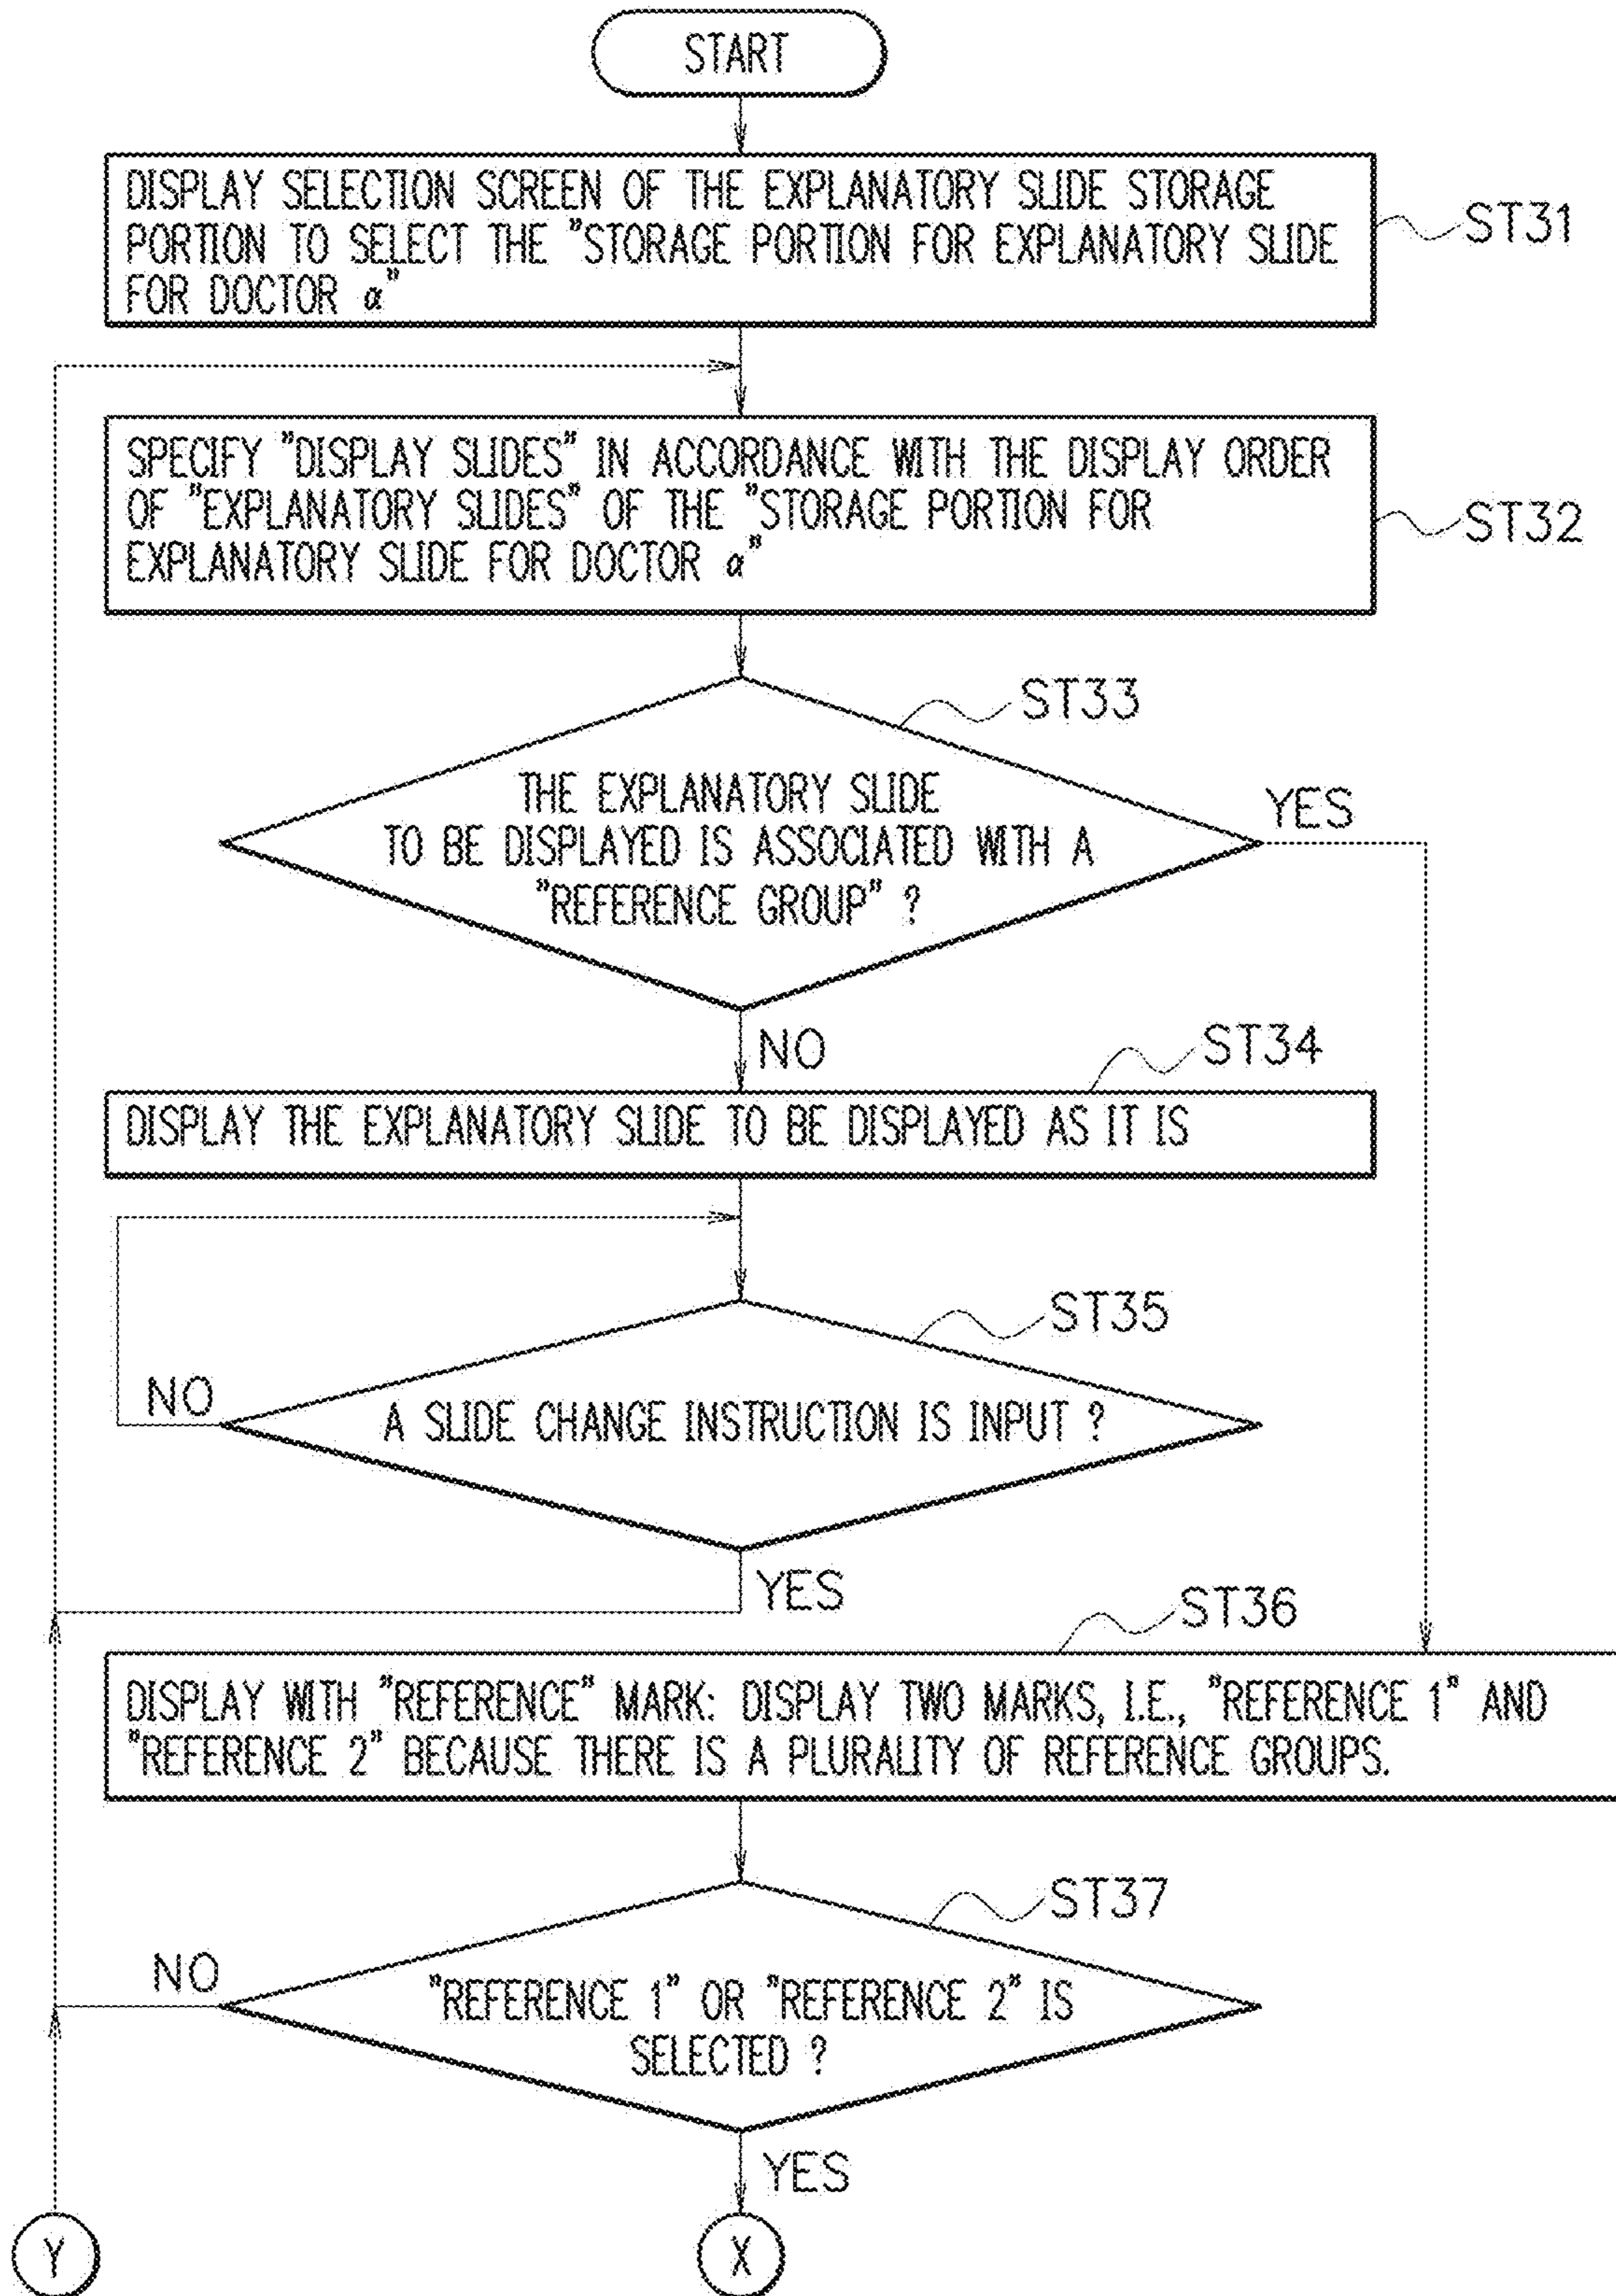 START
DISPLAY SELECTION SCREEN OF THE EXPLANATORY SLIDE STORAGE
PORTION TO SELECT THE "STORAGE PORTION FOR EXPLANATORY SLIDE
FOR DOCTOR α"
ST31
SPECIFY "DISPLAY SLIDES" IN ACCORDANCE WITH THE DISPLAY ORDER
OF "EXPLANATORY SLIDES" OF THE "STORAGE PORTION FOR
EXPLANATORY SLIDE FOR DOCTOR α"
ST32
ST33
THE EXPLANATORY SLIDE
TO BE DISPLAYED IS ASSOCIATED WITH A
"REFERENCE GROUP" ?
YES
NO
ST34
DISPLAY THE EXPLANATORY SLIDE TO BE DISPLAYED AS IT IS
ST35
NO
A SLIDE CHANGE INSTRUCTION IS INPUT ?
YES
ST36
DISPLAY WITH "REFERENCE" MARK: DISPLAY TWO MARKS, I.E., "REFERENCE 1" AND
"REFERENCE 2" BECAUSE THERE IS A PLURALITY OF REFERENCE GROUPS.
ST37
NO
"REFERENCE 1" OR "REFERENCE 2" IS
SELECTED ?
YES
Y
X